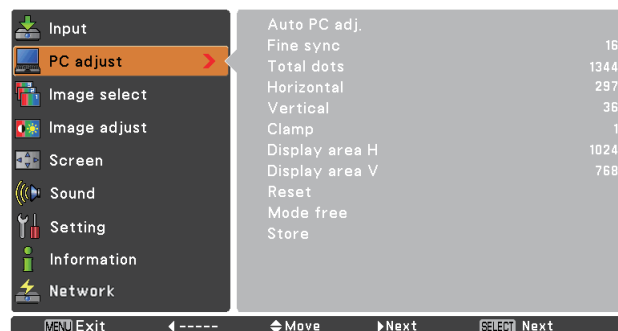 Input
PC adjust
Image select
Image adjust
Screen
Sound
Setting
Information
Network
Auto PC adj.
Fine sync 16
Total dots 1344
Horizontal 297
Vertical 36
Clamp 1
Display area H 1024
Display area V 768
Reset
Mode free
Store
MENU Exit ◀ ----- ◆ Move ▶ Next SELECT Next